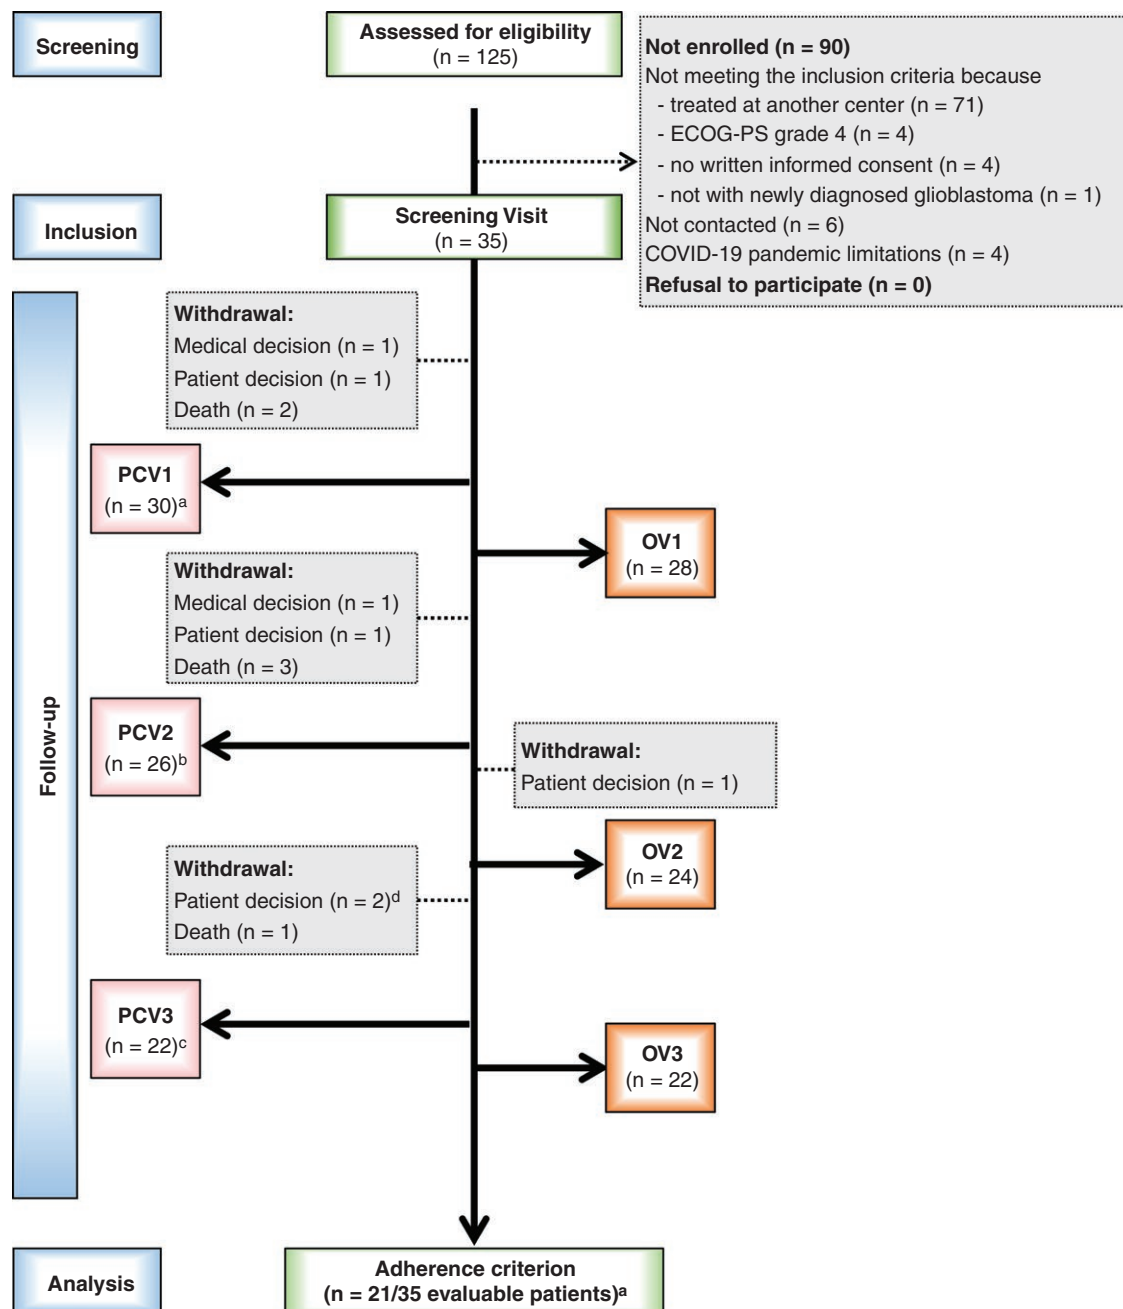 Screening
Assessed for eligibility
(n = 125)
Not enrolled (n = 90)
Not meeting the inclusion criteria because
- treated at another center (n = 71)
- ECOG-PS grade 4 (n = 4)
- no written informed consent (n = 4)
- not with newly diagnosed glioblastoma (n = 1)
Not contacted (n = 6)
COVID-19 pandemic limitations (n = 4)
Refusal to participate (n = 0)
Inclusion
Screening Visit
(n = 35)
Follow-up
Withdrawal:
Medical decision (n = 1)
Patient decision (n = 1)
Death (n = 2)
PCV1
(n = 30)a
OV1
(n = 28)
Withdrawal:
Medical decision (n = 1)
Patient decision (n = 1)
Death (n = 3)
PCV2
(n = 26)b
Withdrawal:
Patient decision (n = 1)
OV2
(n = 24)
Withdrawal:
Patient decision (n = 2)d
Death (n = 1)
PCV3
(n = 22)c
OV3
(n = 22)
Analysis
Adherence criterion
(n = 21/35 evaluable patients)a